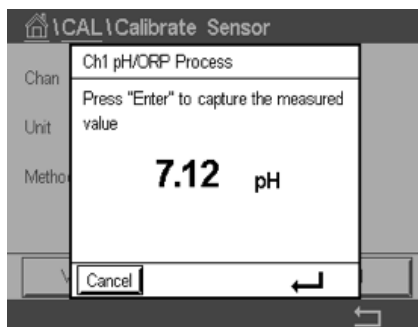 \CAL\Calibrate Sensor
Ch1 pH/ORP Process
Chan
Press "Enter" to capture the measured
value
Unit
Metho
7.12 pH
Cancel